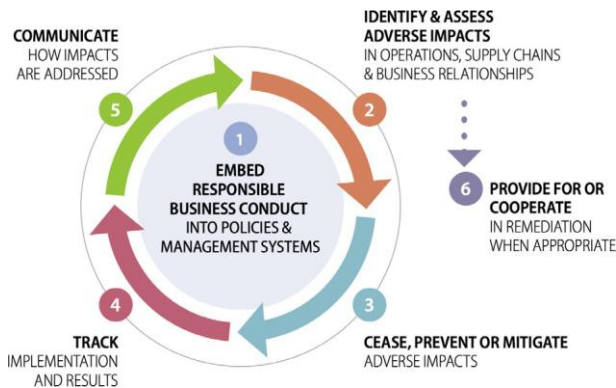 1
EMBED
RESPONSIBLE
BUSINESS CONDUCT
INTO POLICIES &
MANAGEMENT SYSTEMS
2
IDENTIFY & ASSESS
ADVERSE IMPACTS
IN OPERATIONS, SUPPLY CHAINS
& BUSINESS RELATIONSHIPS
3
CEASE, PREVENT OR MITIGATE
ADVERSE IMPACTS
4
TRACK
IMPLEMENTATION
AND RESULTS
5
COMMUNICATE
HOW IMPACTS
ARE ADDRESSED
6
PROVIDE FOR OR
COOPERATE
IN REMEDIATION
WHEN APPROPRIATE